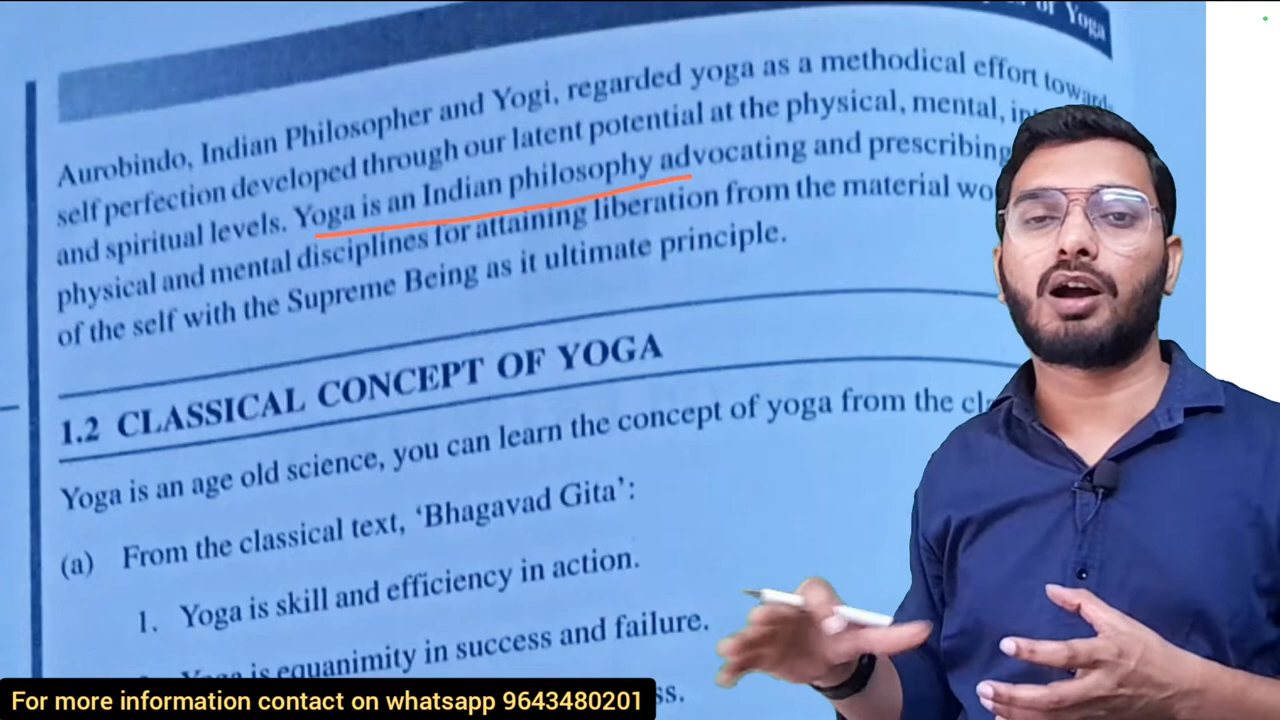 of Yoga
Aurobindo, Indian Philosopher and Yogi, regarded yoga as a methodical effort toward
self perfection developed through our latent potential at the physical, mental,
and spiritual levels. Yoga is an Indian philosophy advocating and prescribing
physical and mental disciplines for attaining liberation from the material
of the self with the Supreme Being as it ultimate principle.
1.2 CLASSICAL CONCEPT OF YOGA
Yoga is an age old science, you can learn the concept of yoga from the
(a) From the classical text, ‘Bhagavad Gita’:
1. Yoga is skill and efficiency in action.
Yoga is equanimity in success and failure.
For more information contact on whatsapp 9643480201